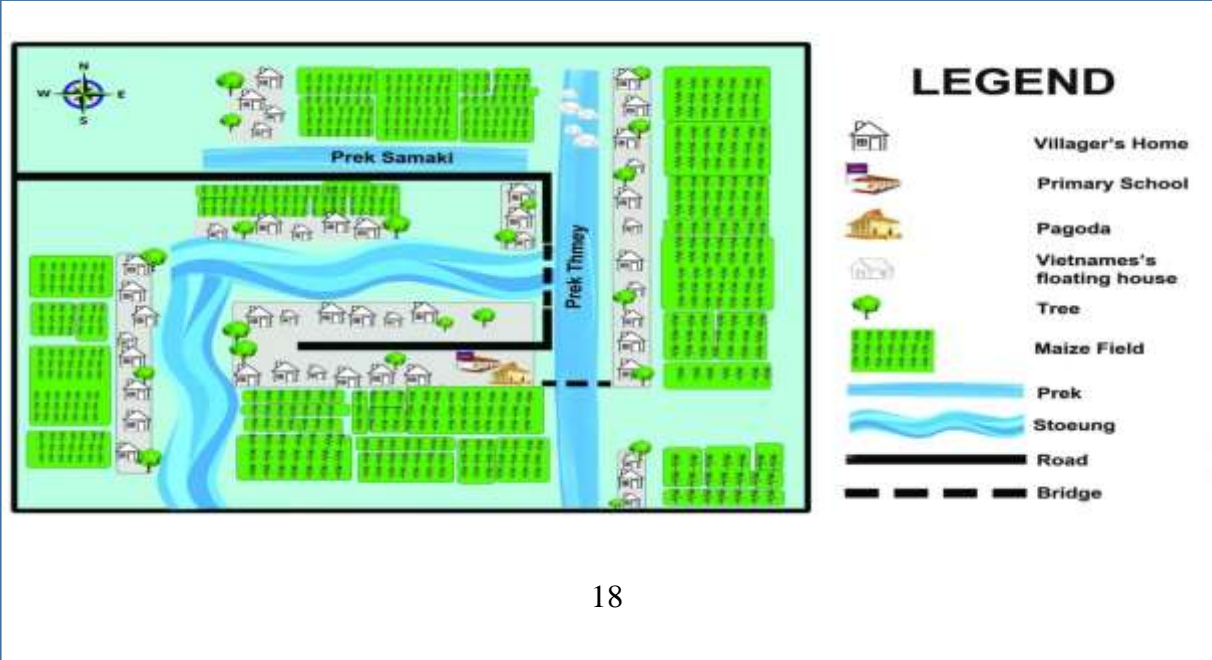 N
W E
S
Prek Samaki
Prek Thmey
LEGEND
Villager's Home
Primary School
Pagoda
Vietnames's
floating house
Tree
Maize Field
Prek
Stoeung
Road
Bridge
18